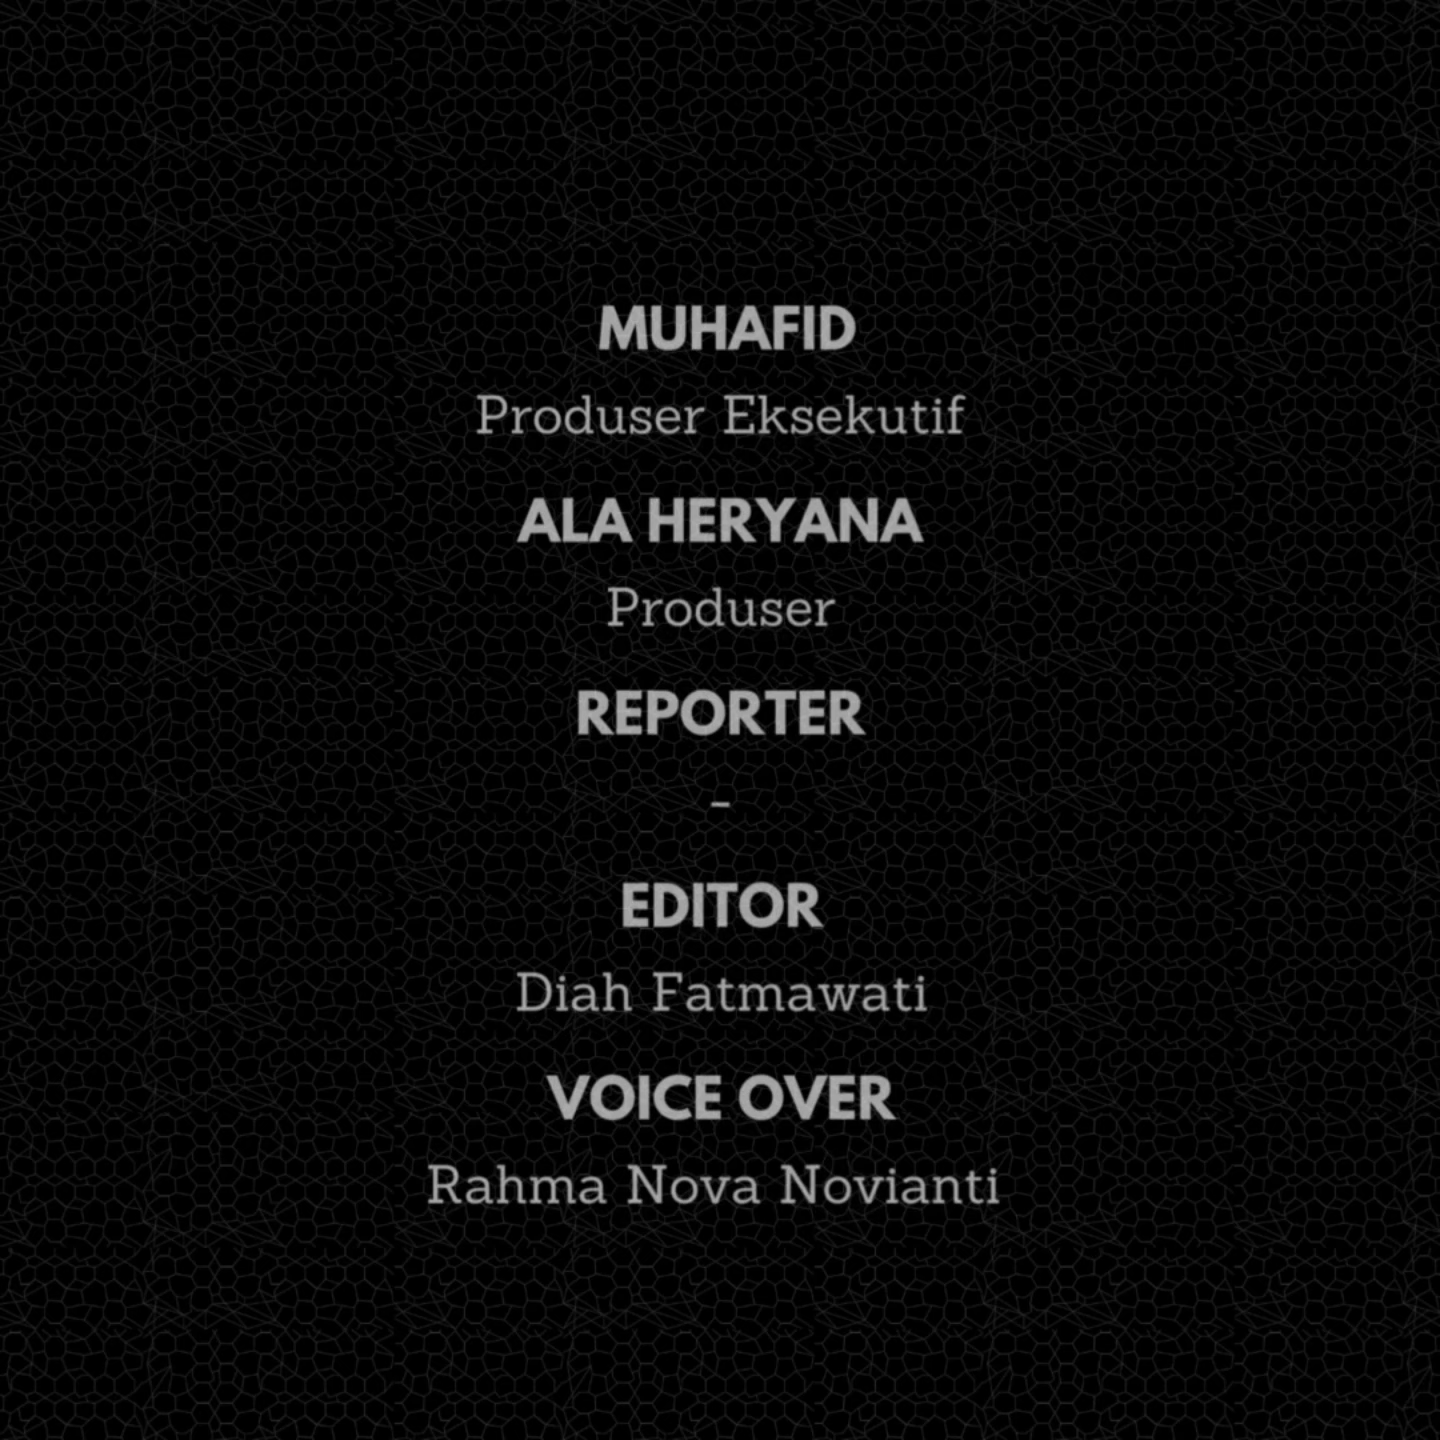 MUHAFID
Produser Eksekutif
ALA HERYANA
Produser
REPORTER
-
EDITOR
Diah Fatmawati
VOICE OVER
Rahma Nova Novianti